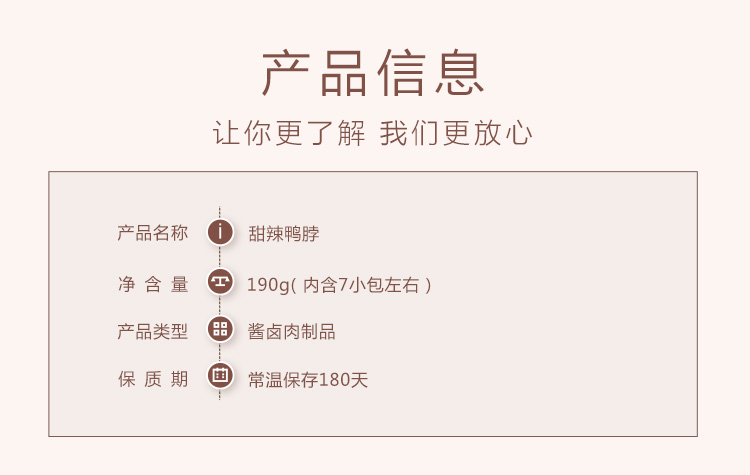 产品信息
让你更了解 我们更放心
产品名称 甜辣鸭脖
净含量 190g( 内含7小包左右 )
产品类型 酱卤肉制品
保质期 常温保存180天